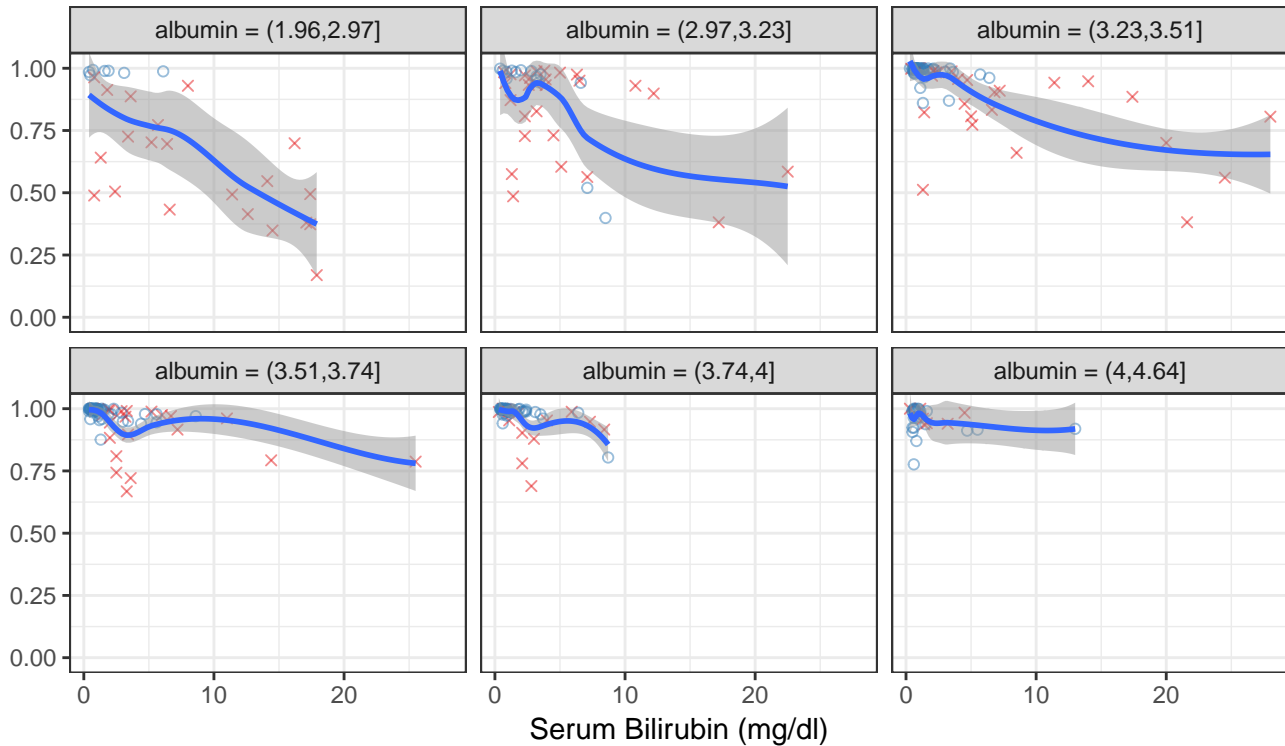 albumin = (1.96,2.97] albumin = (2.97,3.23] albumin = (3.23,3.51]
1.00
0.75
0.50
0.25
0.00
albumin = (3.51,3.74] albumin = (3.74,4] albumin = (4,4.64]
1.00
0.75
0.50
0.25
0.00
0 10 20 0 10 20 0 10 20
Serum Bilirubin (mg/dl)